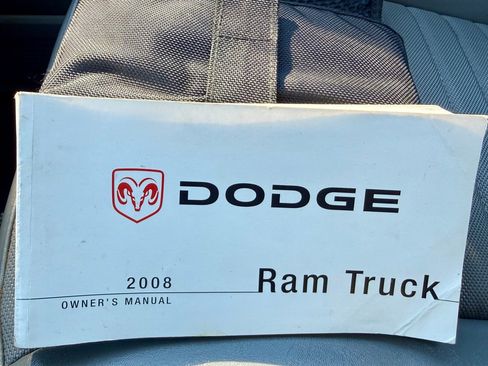 DODGE
2008
Ram Truck
OWNER'S MANUAL